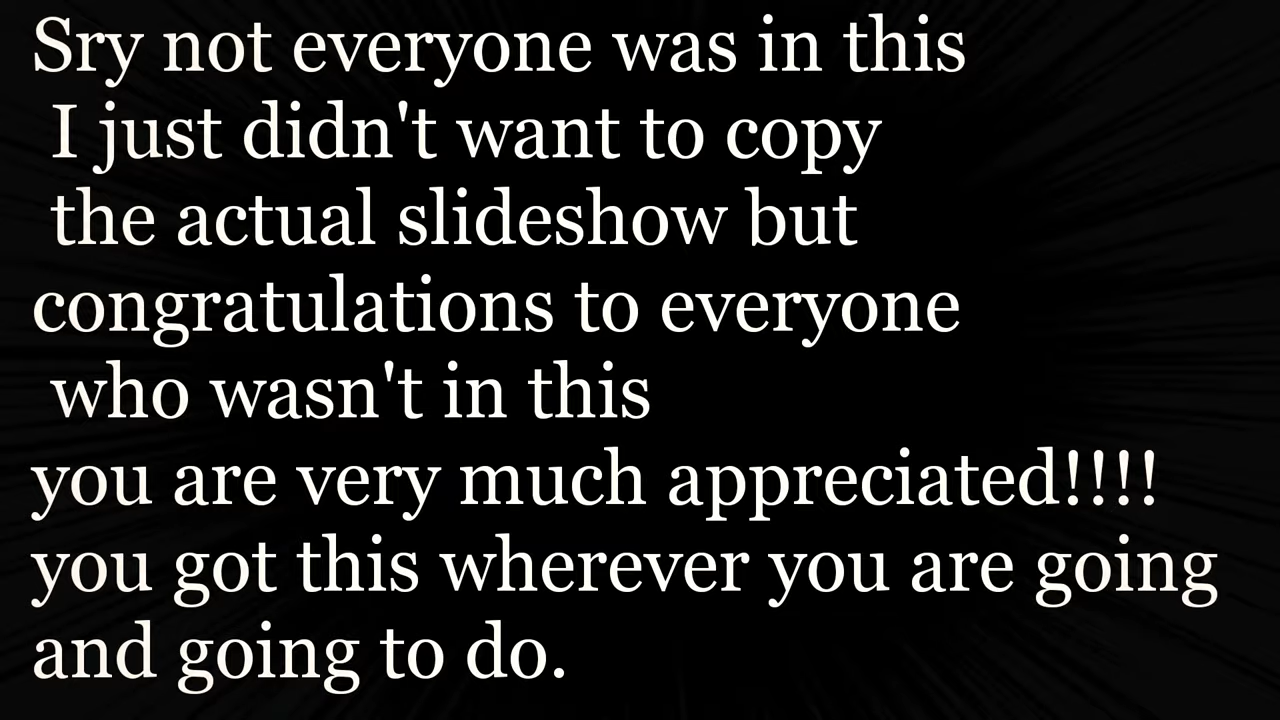 Sry not everyone was in this
I just didn't want to copy
the actual slideshow but
congratulations to everyone
who wasn't in this
you are very much appreciated!!!!
you got this wherever you are going
and going to do.